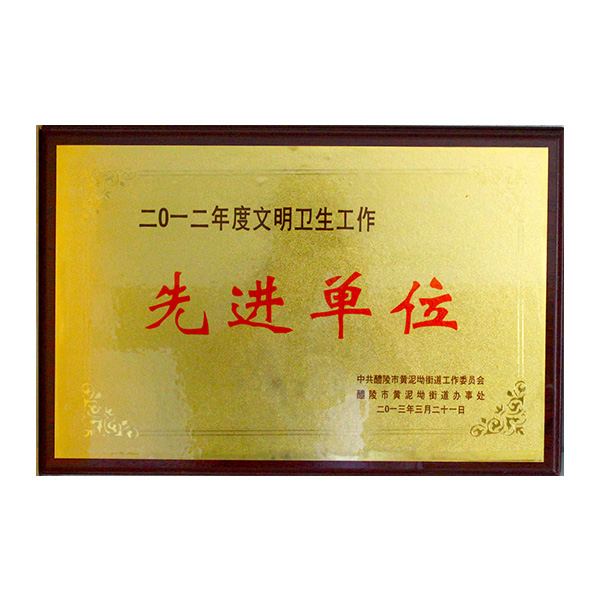 二0一二年度文明卫生工作
先进单位
中共醴陵市黄泥坳街道工作委员会
醴陵市黄泥坳街道办事处
二0一三年三月二十一日